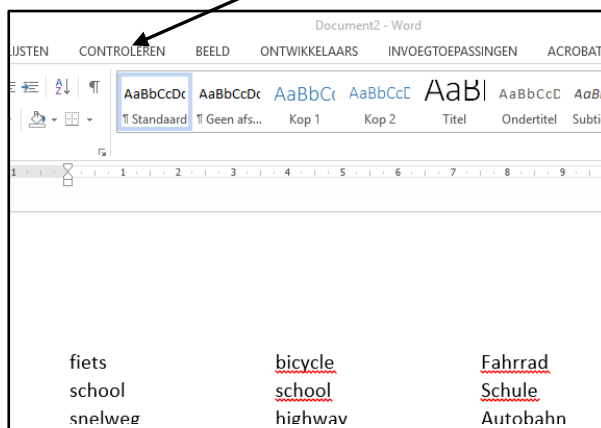 Document2 - Word
IJSTEN CONTROLEREN BEELD ONTWIKKELAARS INVOEGTOEPASSINGEN ACROBAT
AaBbCcDc AaBbCcDc AaBbCc AaBbCcD AaBl AaBbCcD AaBb
¶ Standaard ¶ Geen afs... Kop 1 Kop 2 Titel Ondertitel Subti
1 1 2 3 4 5 6 7 8 9
fiets bicycle Fahrrad
school school Schule
snelweg highway Autobahn